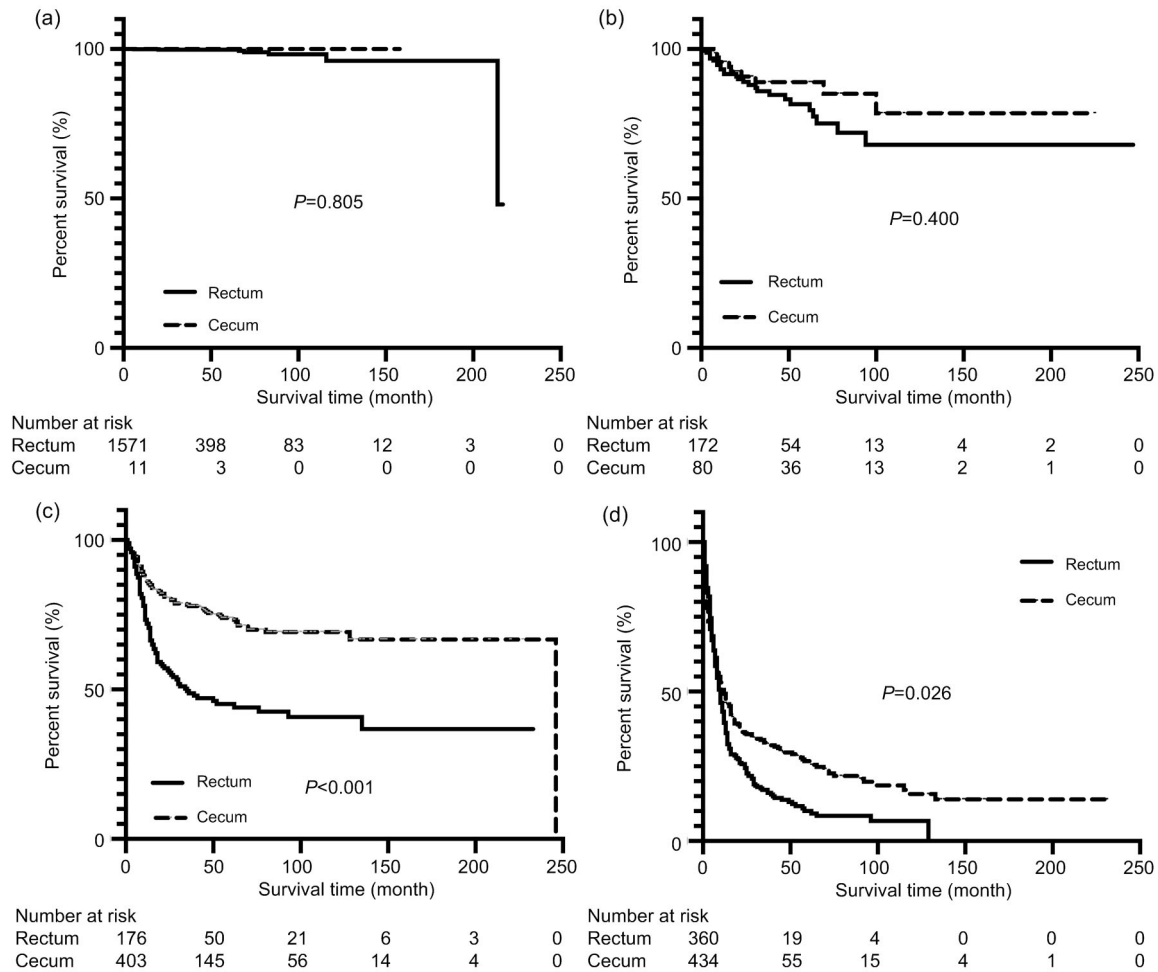 (a)
100
50
0
Percent survival (%)
P=0.805
Rectum
Cecum
0 50 100 150 200 250
Survival time (month)
Number at risk
Rectum 1571 398 83 12 3 0
Cecum 11 3 0 0 0 0
(b)
100
50
0
Percent survival (%)
P=0.400
Rectum
Cecum
0 50 100 150 200 250
Survival time (month)
Number at risk
Rectum 172 54 13 4 2 0
Cecum 80 36 13 2 1 0
(c)
100
50
0
Percent survival (%)
Rectum
P<0.001
Cecum
0 50 100 150 200 250
Survival time (month)
Number at risk
Rectum 176 50 21 6 3 0
Cecum 403 145 56 14 4 0
(d)
100
50
0
Percent survival (%)
Rectum
Cecum
P=0.026
0 50 100 150 200 250
Survival time (month)
Number at risk
Rectum 360 19 4 0 0 0
Cecum 434 55 15 4 1 0